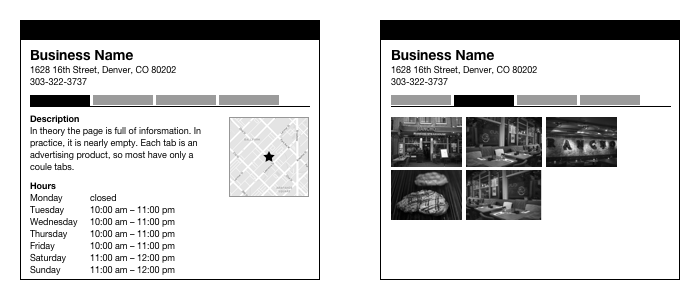 Business Name
1628 16th Street, Denver, CO 80202
303-322-3737
Description
In theory the page is full of inforsmation. In
practice, it is nearly empty. Each tab is an
advertising product, so most have only a
coule tabs.
Hours
Monday closed
Tuesday 10:00 am – 11:00 pm
Wednesday 10:00 am – 11:00 pm
Thursday 10:00 am – 11:00 pm
Friday 10:00 am – 11:00 pm
Saturday 11:00 am – 12:00 pm
Sunday 11:00 am – 12:00 pm
Business Name
1628 16th Street, Denver, CO 80202
303-322-3737